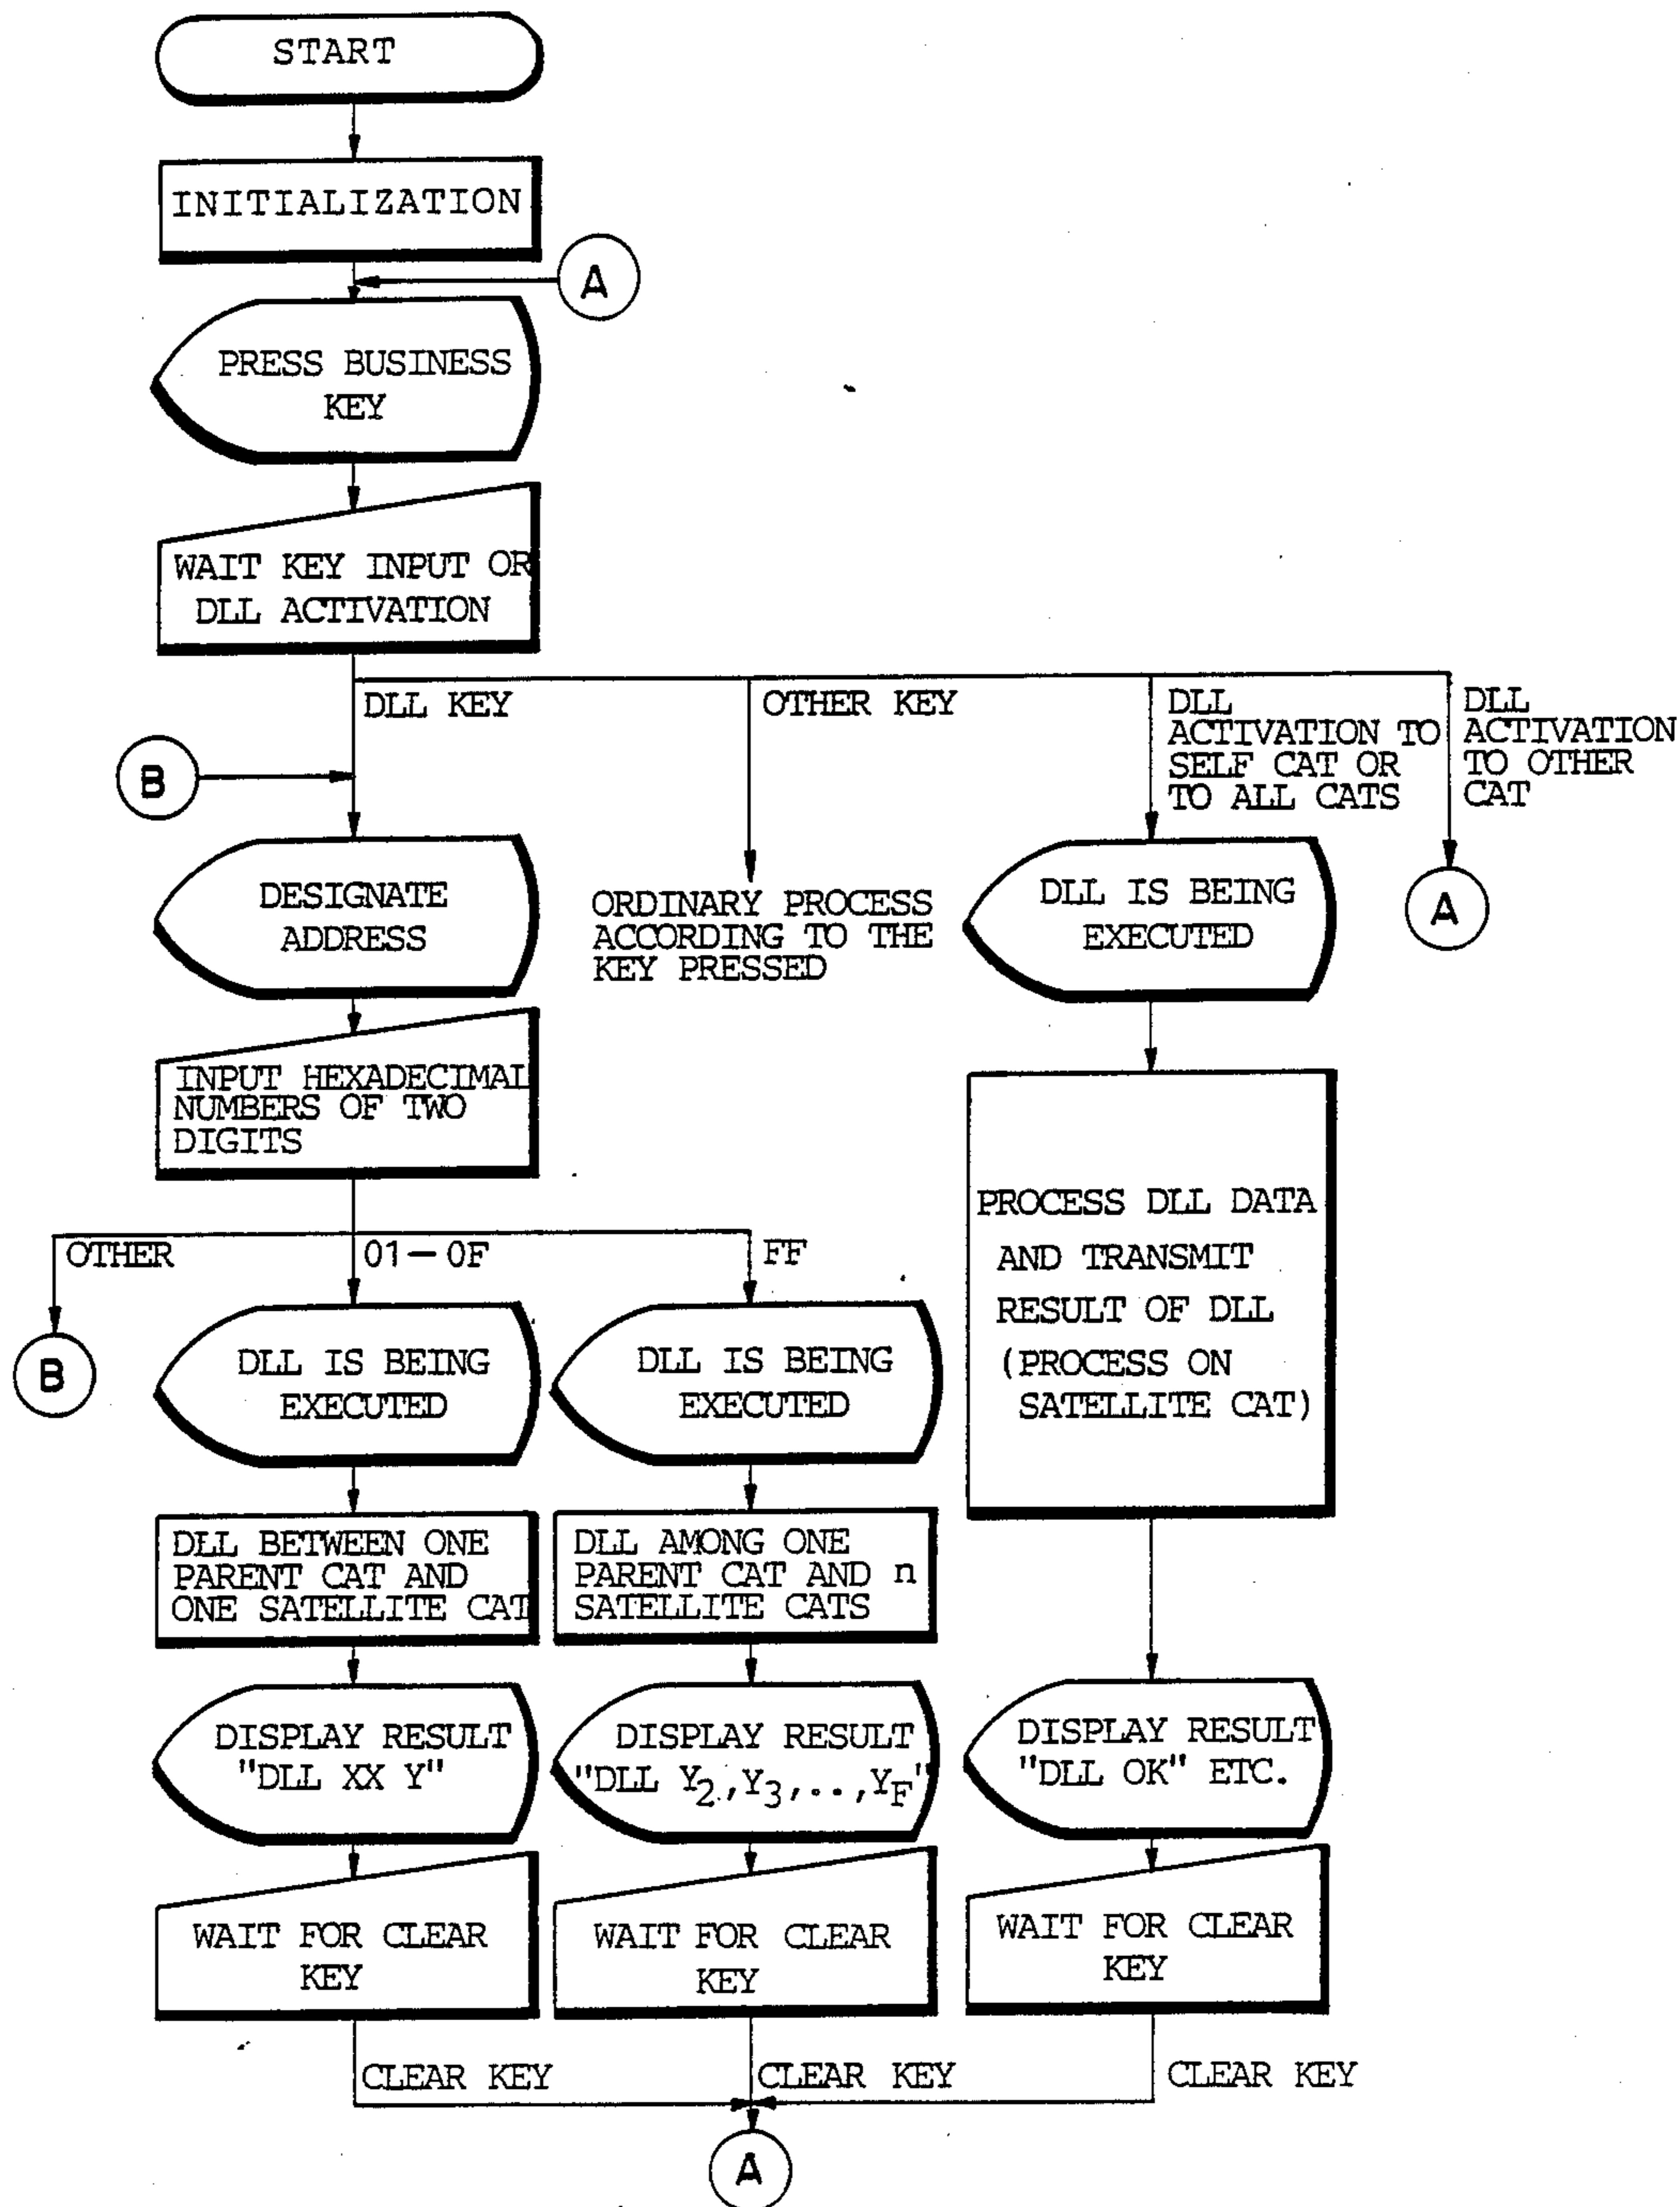 START
INITIALIZATION
A
PRESS BUSINESS
KEY
WAIT KEY INPUT OR
DLL ACTIVATION
DLL KEY
OTHER KEY
DLL
ACTIVATION TO
SELF CAT OR
TO ALL CATS
DLL
ACTIVATION
TO OTHER
CAT
B
DESIGNATE
ADDRESS
ORDINARY PROCESS
ACCORDING TO THE
KEY PRESSED
DLL IS BEING
EXECUTED
A
INPUT HEXADECIMAL
NUMBERS OF TWO
DIGITS
PROCESS DLL DATA
AND TRANSMIT
RESULT OF DLL
(PROCESS ON
SATELLITE CAT)
OTHER
01-0F
FF
B
DLL IS BEING
EXECUTED
DLL IS BEING
EXECUTED
DLL BETWEEN ONE
PARENT CAT AND
ONE SATELLITE CAT
DLL AMONG ONE
PARENT CAT AND n
SATELLITE CATS
DISPLAY RESULT
"DLL XX Y"
DISPLAY RESULT
"DLL Y2,Y3,..,YF"
DISPLAY RESULT
"DLL OK" ETC.
WAIT FOR CLEAR
KEY
WAIT FOR CLEAR
KEY
WAIT FOR CLEAR
KEY
CLEAR KEY
CLEAR KEY
CLEAR KEY
A